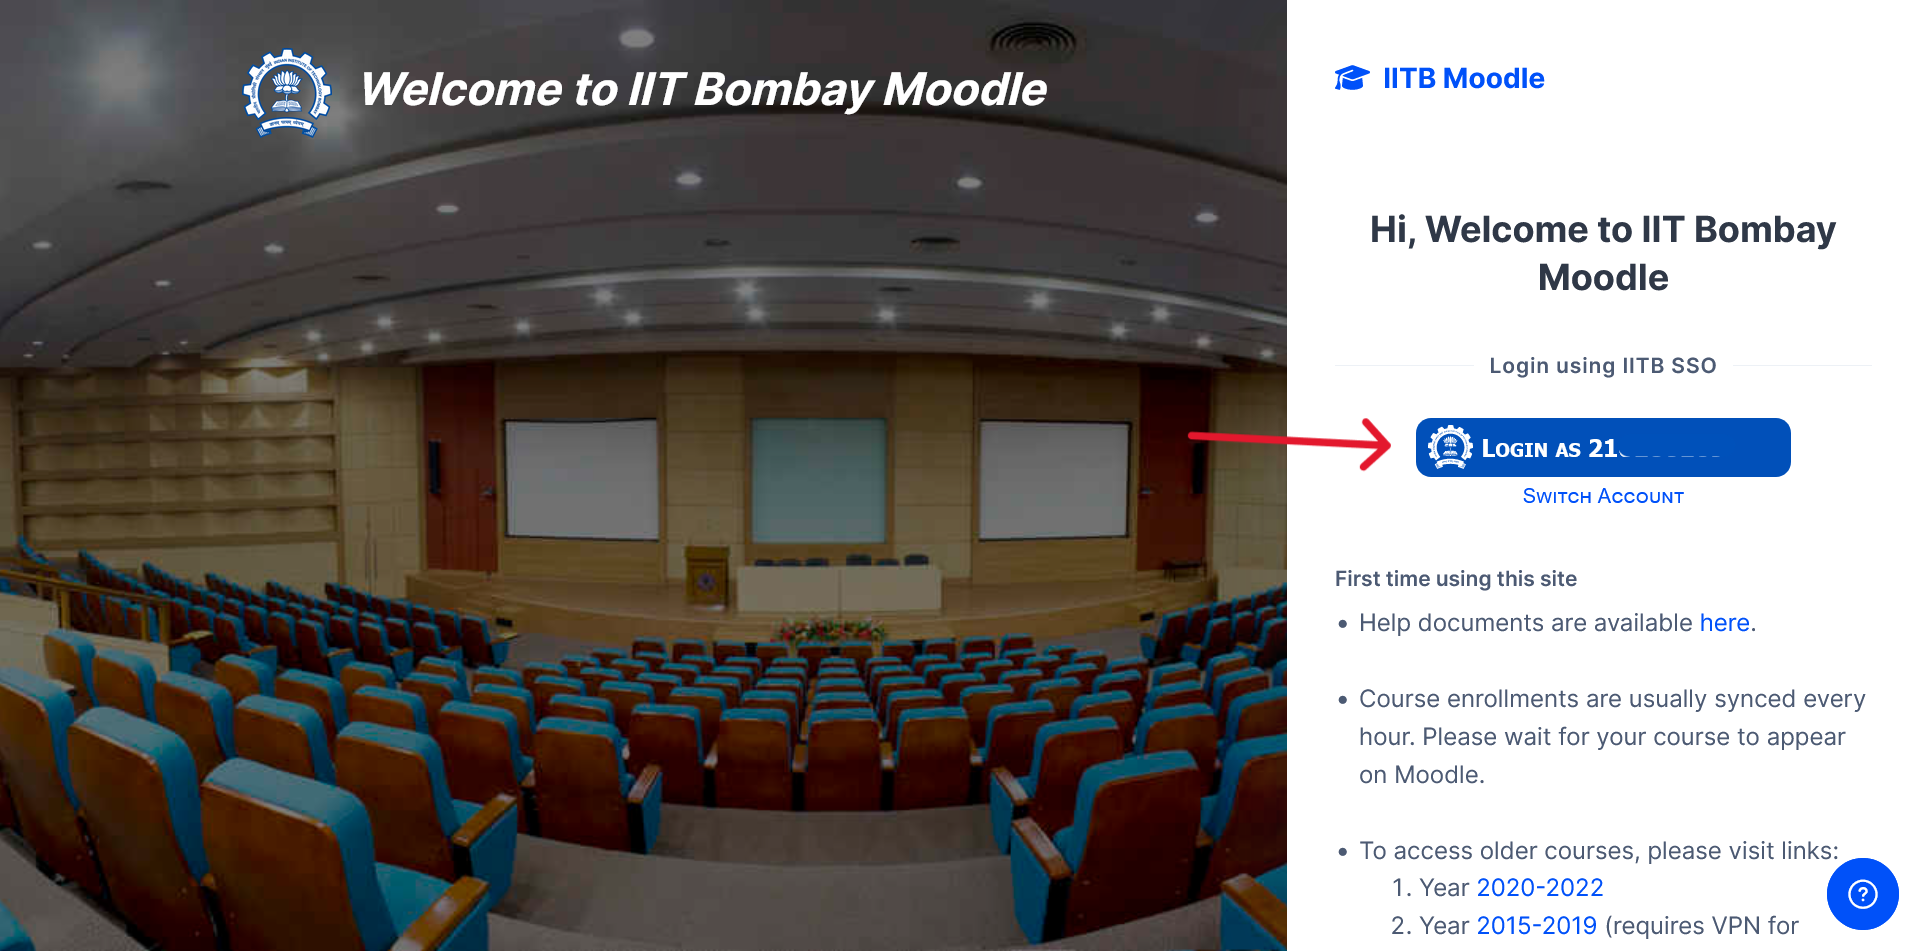 Welcome to IIT Bombay Moodle
IITB Moodle
Hi, Welcome to IIT Bombay
Moodle
Login using IITB SSO
LOGIN AS 21
SWITCH ACCOUNT
First time using this site
• Help documents are available here.
• Course enrollments are usually synced every
hour. Please wait for your course to appear
on Moodle.
• To access older courses, please visit links:
1. Year 2020-2022
2. Year 2015-2019 (requires VPN for